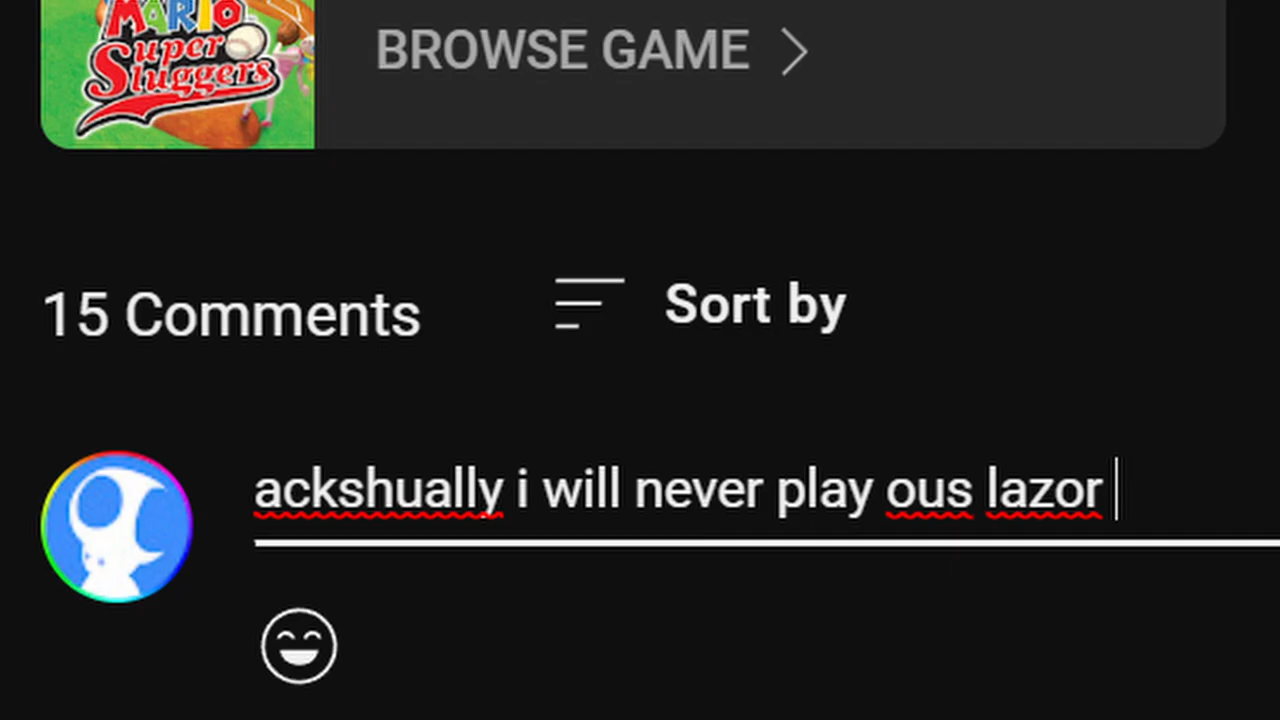 MARIO
Super
Sluggers
BROWSE GAME
15 Comments
Sort by
ackshually i will never play ous lazor